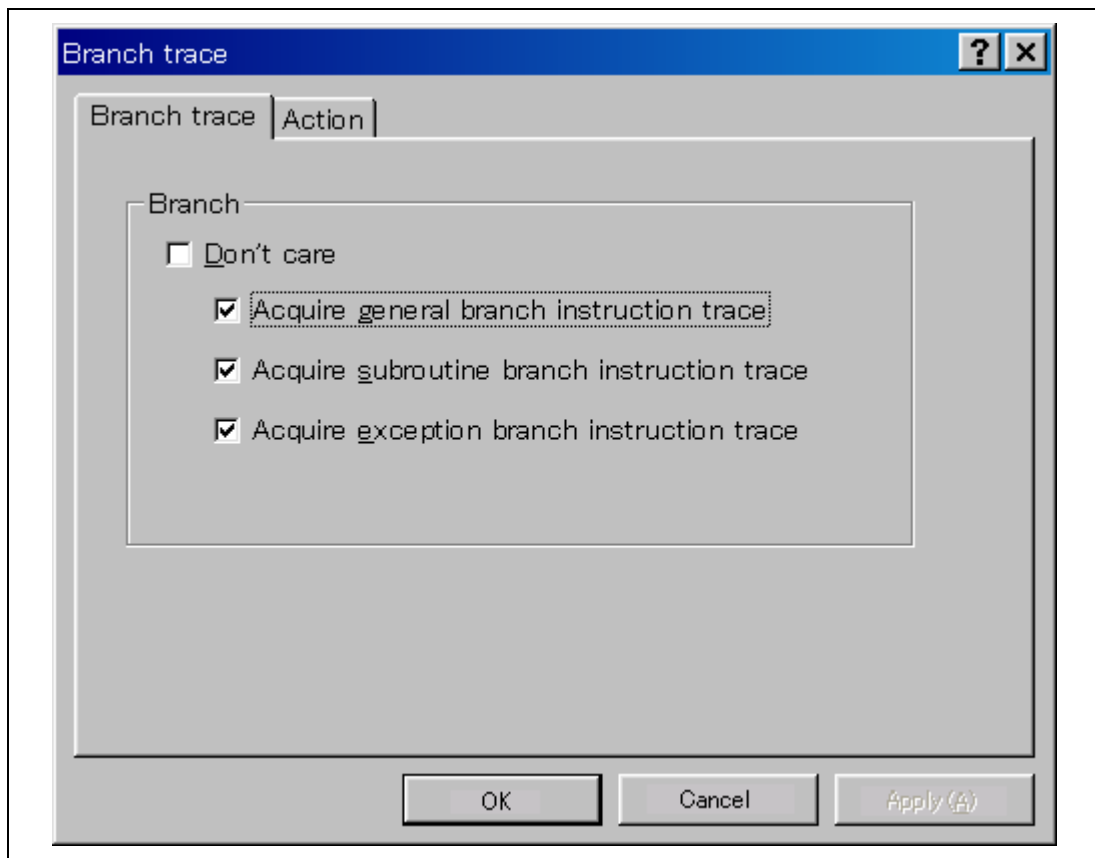 Branch trace
Branch trace Action
Branch
Don't care
Acquire general branch instruction trace
Acquire subroutine branch instruction trace
Acquire exception branch instruction trace
OK Cancel Apply (A)